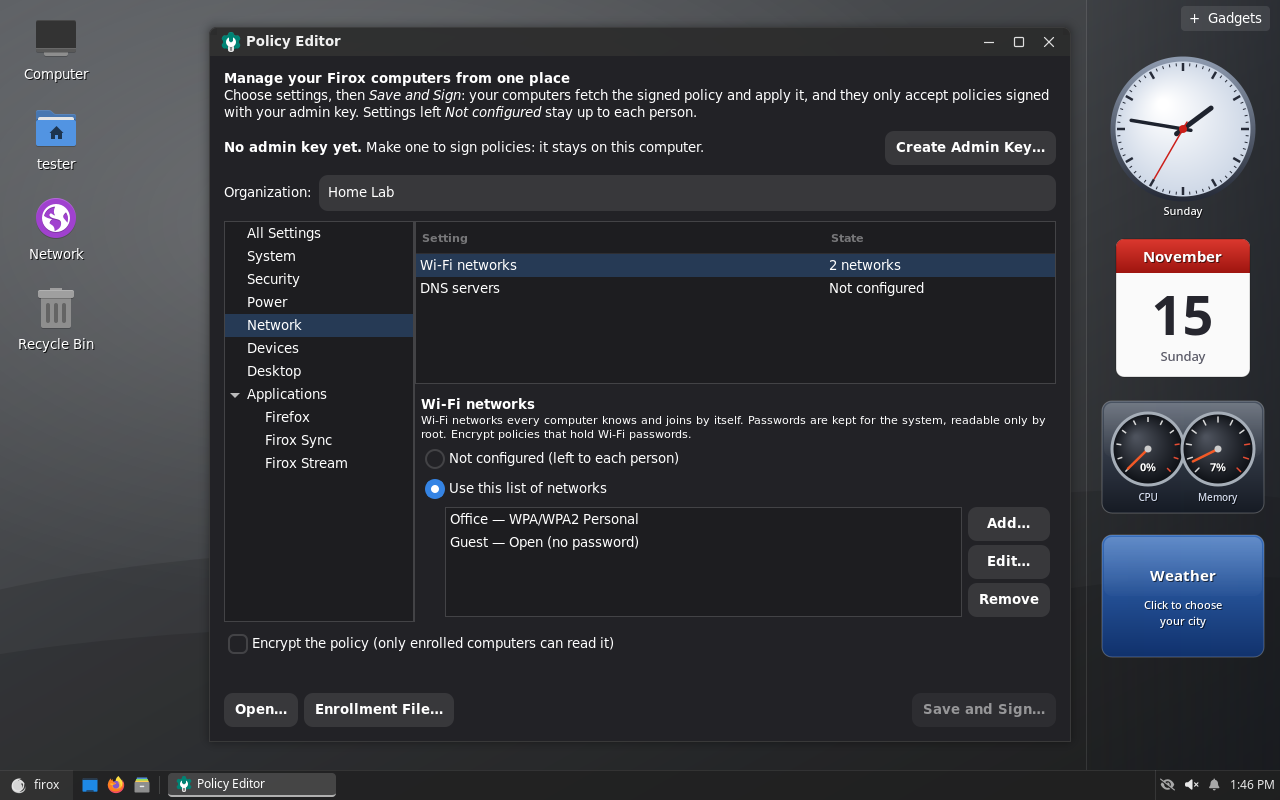 + Gadgets
Computer
tester
Network
Recycle Bin
Policy Editor
Manage your Firox computers from one place
Choose settings, then Save and Sign: your computers fetch the signed policy and apply it, and they only accept policies signed
with your admin key. Settings left Not configured stay up to each person.
No admin key yet. Make one to sign policies: it stays on this computer.
Create Admin Key...
Organization: Home Lab
All Settings
System
Security
Power
Network
Devices
Desktop
Applications
Firefox
Firox Sync
Firox Stream
Setting State
Wi-Fi networks 2 networks
DNS servers Not configured
Wi-Fi networks
Wi-Fi networks every computer knows and joins by itself. Passwords are kept for the system, readable only by
root. Encrypt policies that hold Wi-Fi passwords.
Not configured (left to each person)
Use this list of networks
Office — WPA/WPA2 Personal
Guest — Open (no password)
Add...
Edit...
Remove
Encrypt the policy (only enrolled computers can read it)
Open...
Enrollment File...
Save and Sign...
Sunday
November
15
Sunday
0%
CPU
7%
Memory
Weather
Click to choose
your city
firox
Policy Editor
1:46 PM